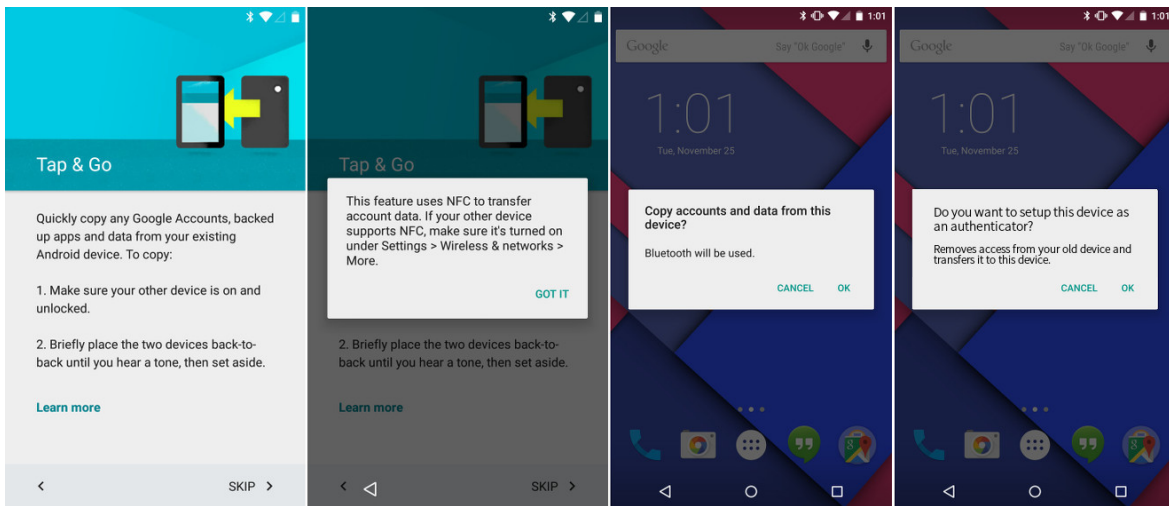 Tap & Go
Quickly copy any Google Accounts, backed
up apps and data from your existing
Android device. To copy:
1. Make sure your other device is on and
unlocked.
2. Briefly place the two devices back-to-
back until you hear a tone, then set aside.
Learn more
SKIP
Tap & Go
This feature uses NFC to transfer
account data. If your other device
supports NFC, make sure it's turned on
under Settings > Wireless & networks >
More.
GOT IT
2. Briefly place the two devices back-to-
back until you hear a tone, then set aside.
Learn more
SKIP
1:01
Google Say "Ok Google"
1:01
Tue, November 25
Copy accounts and data from this
device?
Bluetooth will be used.
CANCEL OK
1:01
Google Say "Ok Google"
1:01
Tue, November 25
Do you want to setup this device as
an authenticator?
Removes access from your old device and
transfers it to this device.
CANCEL OK